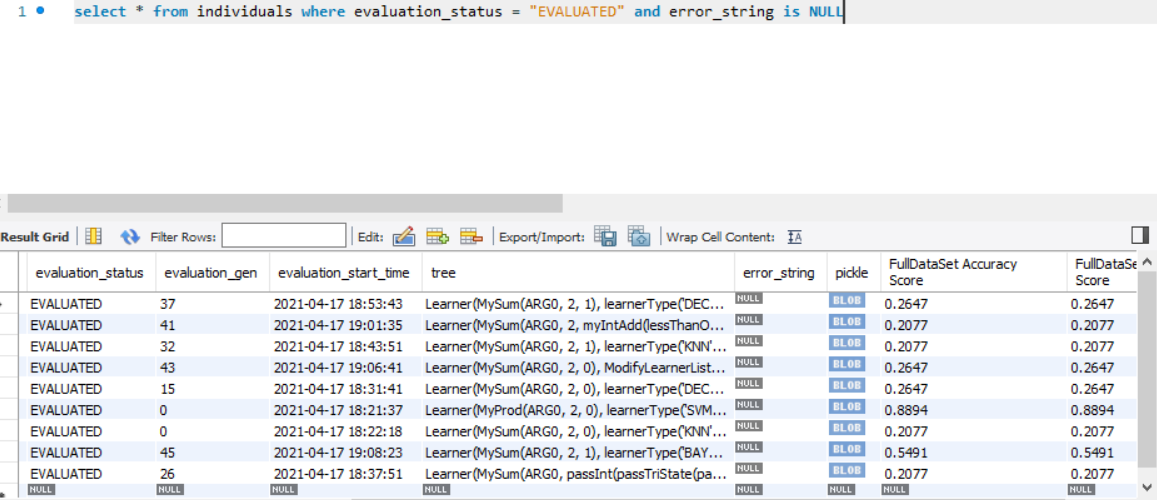 1 select * from individuals where evaluation_status = "EVALUATED" and error_string is NULL
Result Grid Filter Rows: Edit: Export/Import: Wrap Cell Content: IA
evaluation_status evaluation_gen evaluation_start_time tree error_string pickle FullDataSet Accuracy Score FullDataSe Score
EVALUATED 37 2021-04-17 18:53:43 Learner(MySum(ARG0, 2, 1), learnerType('DEC... NULL BLOB 0.2647 0.2647
EVALUATED 41 2021-04-17 19:01:35 Learner(MySum(ARG0, 2, myIntAdd(lessThanO... NULL BLOB 0.2077 0.2077
EVALUATED 32 2021-04-17 18:43:51 Learner(MySum(ARG0, 2, 1), learnerType('KNN'... NULL BLOB 0.2077 0.2077
EVALUATED 43 2021-04-17 19:06:41 Learner(MySum(ARG0, 2, 0), ModifyLearnerList... NULL BLOB 0.2647 0.2647
EVALUATED 15 2021-04-17 18:31:41 Learner(MySum(ARG0, 2, 0), learnerType('DEC... NULL BLOB 0.2647 0.2647
EVALUATED 0 2021-04-17 18:21:37 Learner(MyProd(ARG0, 2, 0), learnerType('SVM... NULL BLOB 0.8894 0.8894
EVALUATED 0 2021-04-17 18:22:18 Learner(MySum(ARG0, 2, 0), learnerType('KNN'... NULL BLOB 0.2077 0.2077
EVALUATED 45 2021-04-17 19:08:23 Learner(MySum(ARG0, 2, 1), learnerType('BAY... NULL BLOB 0.5491 0.5491
EVALUATED 26 2021-04-17 18:37:51 Learner(MySum(ARG0, passInt(passTriState(pa... NULL BLOB 0.2077 0.2077
NULL NULL NULL NULL NULL NULL NULL NULL